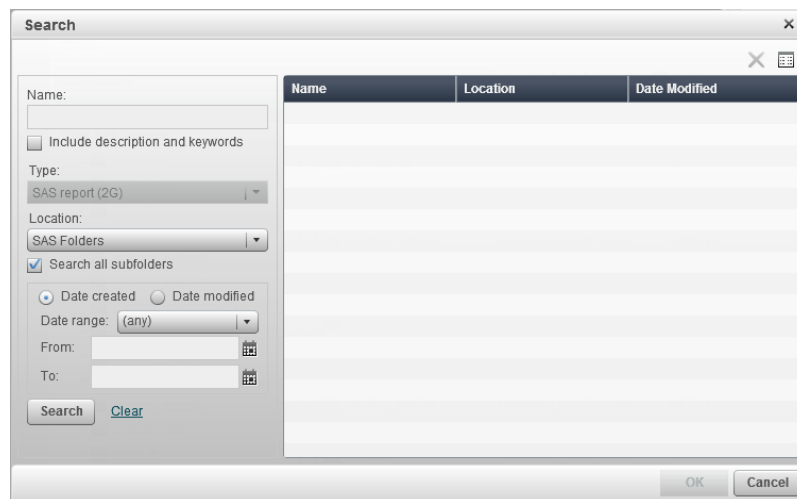 Search
Name:
Include description and keywords
Type:
SAS report (2G)
Location:
SAS Folders
Search all subfolders
Date created Date modified
Date range: (any)
From:
To:
Search Clear
Name Location Date Modified
OK Cancel